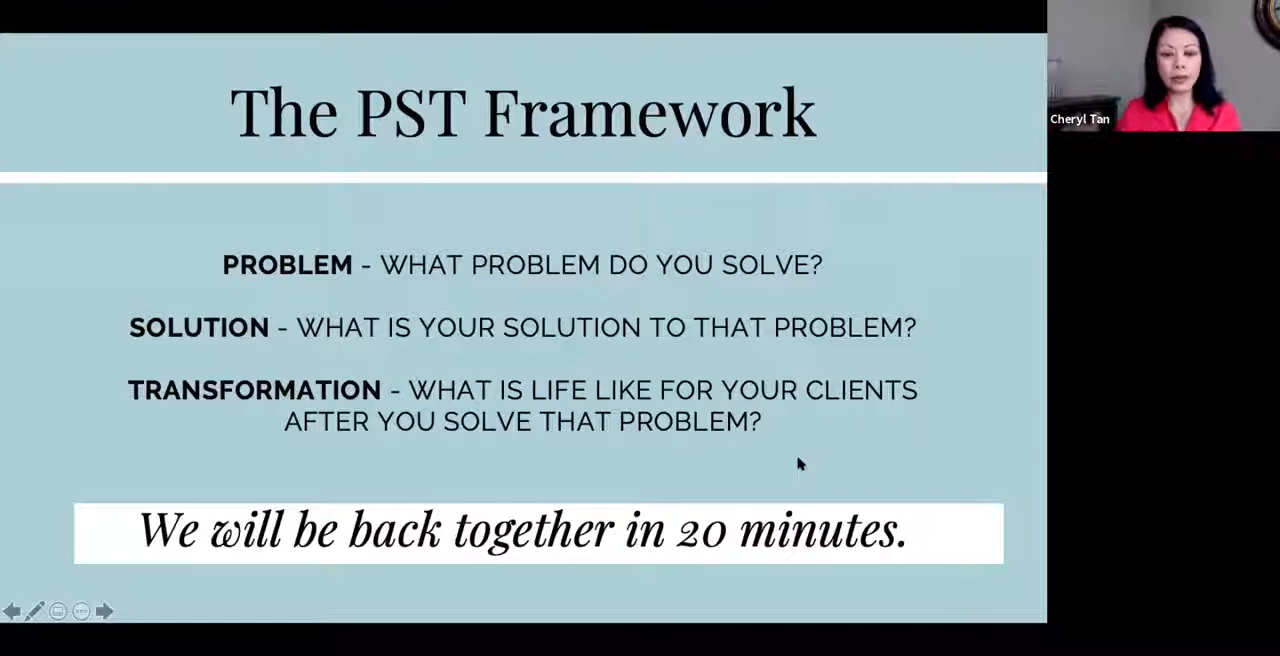 The PST Framework
PROBLEM - WHAT PROBLEM DO YOU SOLVE?
SOLUTION - WHAT IS YOUR SOLUTION TO THAT PROBLEM?
TRANSFORMATION - WHAT IS LIFE LIKE FOR YOUR CLIENTS
AFTER YOU SOLVE THAT PROBLEM?
We will be back together in 20 minutes.
Cheryl Tan